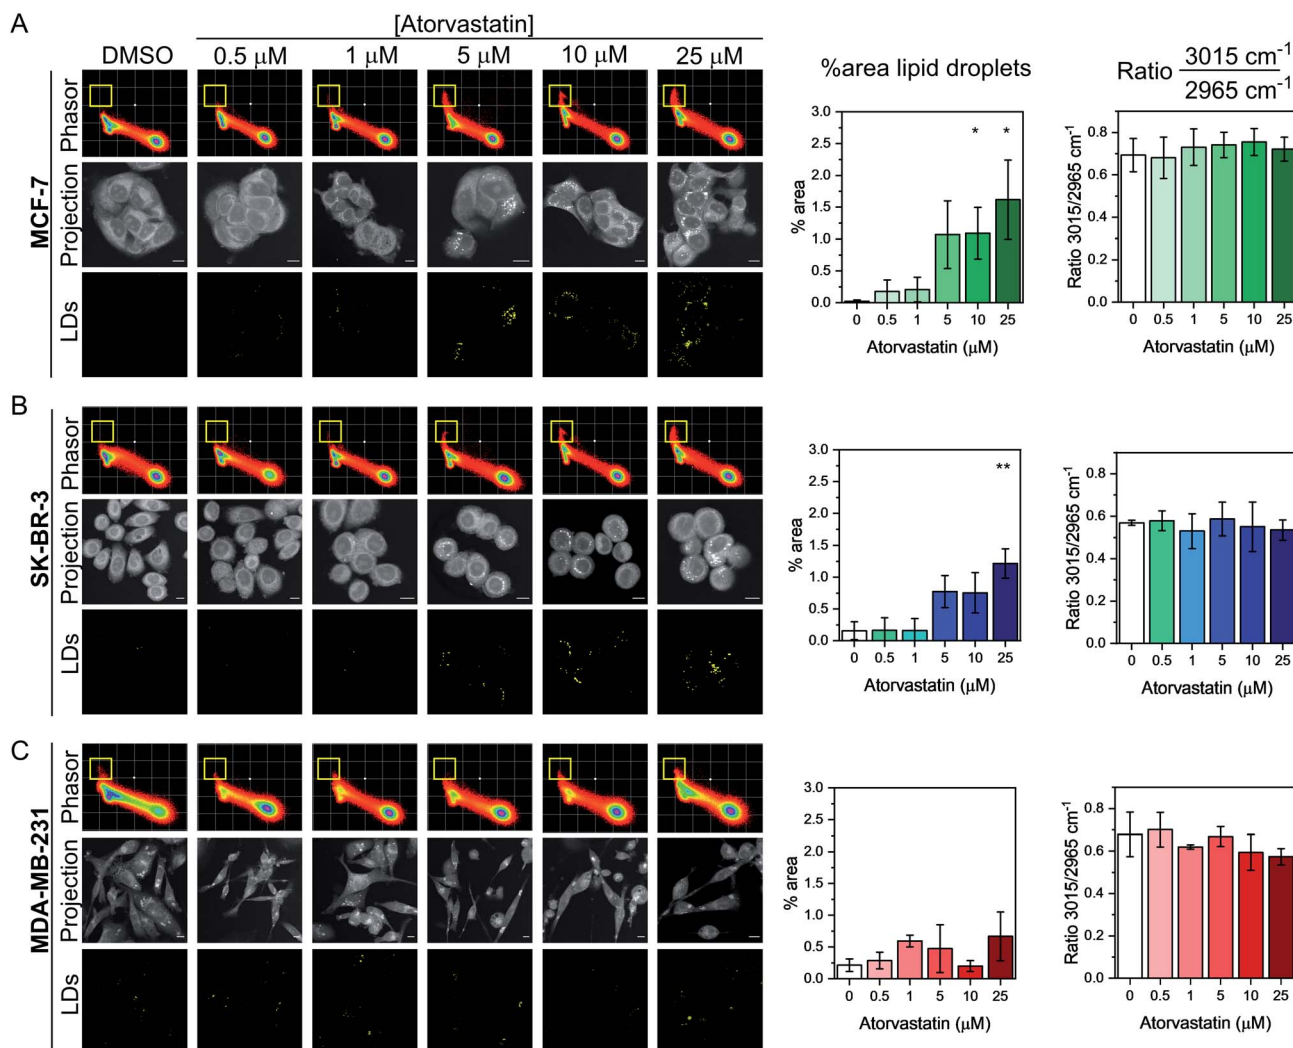 A
[Atorvastatin]
DMSO 0.5 μM 1 μM 5 μM 10 μM 25 μM
MCF-7
Phasor
Projection
LDs
%area lipid droplets
% area
3.0
2.5
2.0
1.5
1.0
0.5
0.0
* *
0 0.5 1 5 10 25
Atorvastatin (μM)
Ratio 3015 cm⁻¹
2965 cm⁻¹
Ratio 3015/2965 cm⁻¹
0.8
0.6
0.4
0.2
0.0
0 0.5 1 5 10 25
Atorvastatin (μM)
B
SK-BR-3
Phasor
Projection
LDs
% area
3.0
2.5
2.0
1.5
1.0
0.5
0.0
**
0 0.5 1 5 10 25
Atorvastatin (μM)
Ratio 3015/2965 cm⁻¹
0.8
0.6
0.4
0.2
0.0
0 0.5 1 5 10 25
Atorvastatin (μM)
C
MDA-MB-231
Phasor
Projection
LDs
% area
3.0
2.5
2.0
1.5
1.0
0.5
0.0
0 0.5 1 5 10 25
Atorvastatin (μM)
Ratio 3015/2965 cm⁻¹
0.8
0.6
0.4
0.2
0.0
0 0.5 1 5 10 25
Atorvastatin (μM)